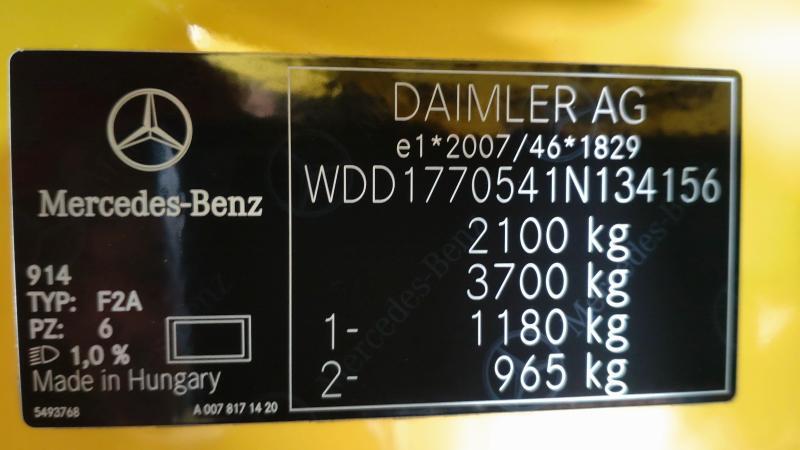 Mercedes-Benz
914
TYP: F2A
PZ: 6
1,0 %
Made in Hungary
5493768
A 007 817 14 20
DAIMLER AG
e1*2007/46*1829
WDD1770541N134156
2100 kg
3700 kg
1- 1180 kg
2- 965 kg